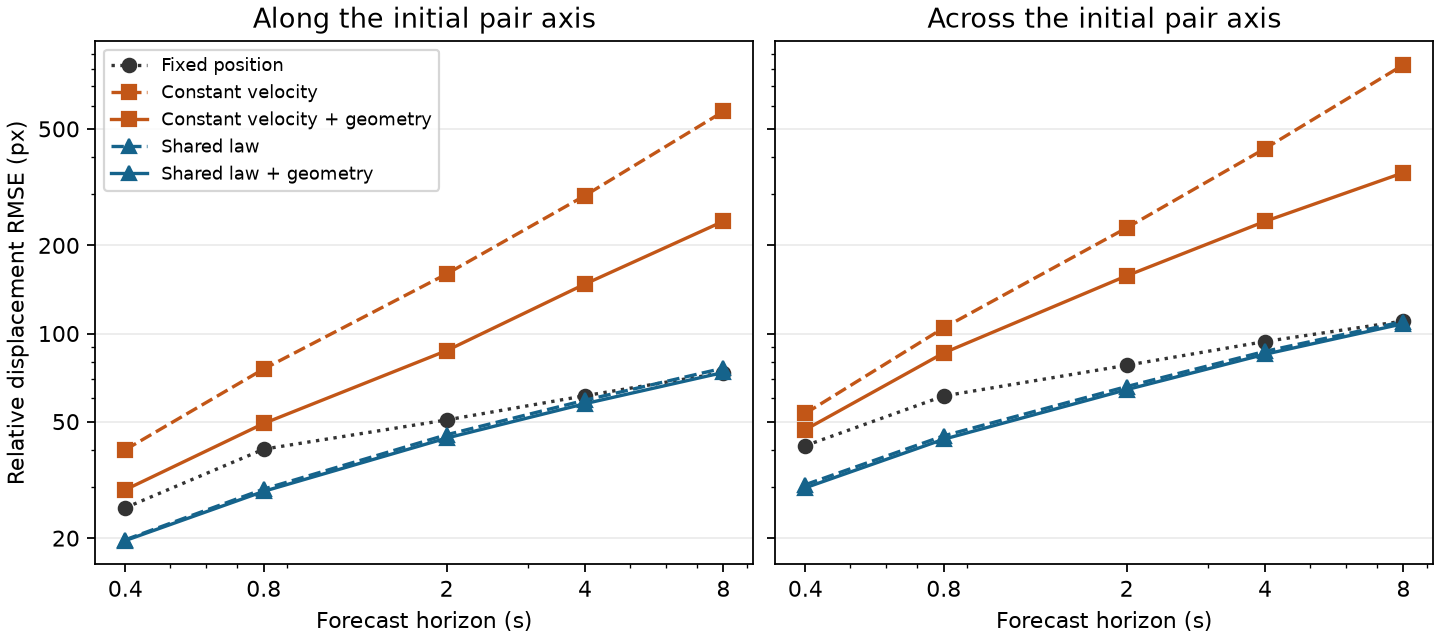 Along the initial pair axis
Across the initial pair axis
Relative displacement RMSE (px)
500
200
100
50
20
Fixed position
Constant velocity
Constant velocity + geometry
Shared law
Shared law + geometry
0.4 0.8 2 4 8
0.4 0.8 2 4 8
Forecast horizon (s)
Forecast horizon (s)